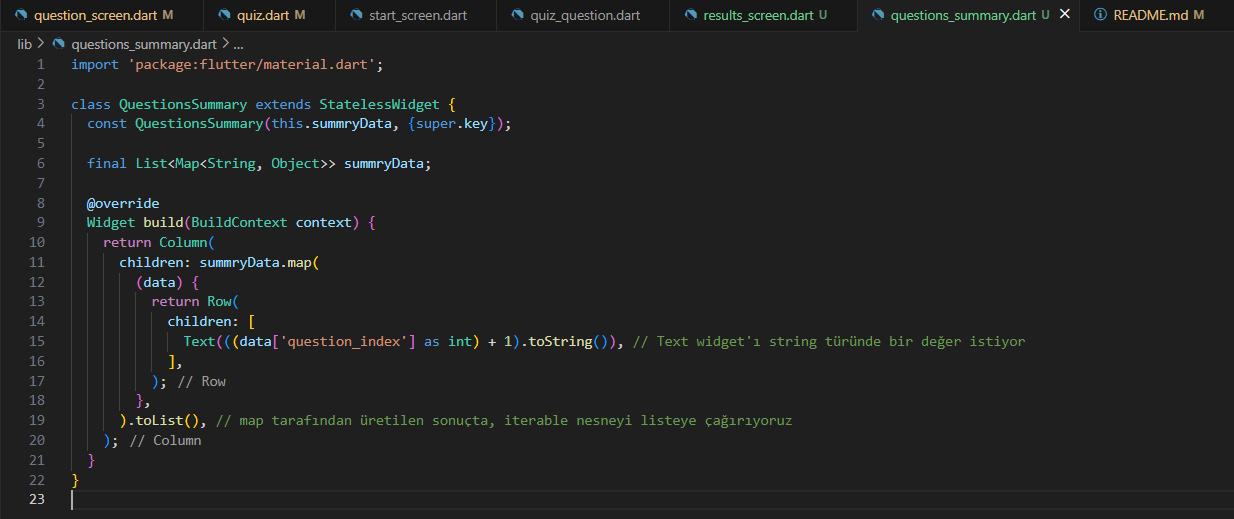 question_screen.dart M quiz.dart M start_screen.dart quiz_question.dart results_screen.dart U questions_summary.dart U README.md M
lib > questions_summary.dart > ...
1 import 'package:flutter/material.dart';
2
3 class QuestionsSummary extends StatelessWidget {
4 const QuestionsSummary(this.summryData, {super.key});
5
6 final List<Map<String, Object>> summryData;
7
8 @override
9 Widget build(BuildContext context) {
10 return Column(
11 children: summryData.map(
12 (data) {
13 return Row(
14 children: [
15 Text(((data['question_index'] as int) + 1).toString()), // Text widget'ı string türünde bir değer istiyor
16 ],
17 ); // Row
18 },
19 ).toList(), // map tarafından üretilen sonuçta, iterable nesneyi listeye çağırıyoruz
20 ); // Column
21 }
22 }
23